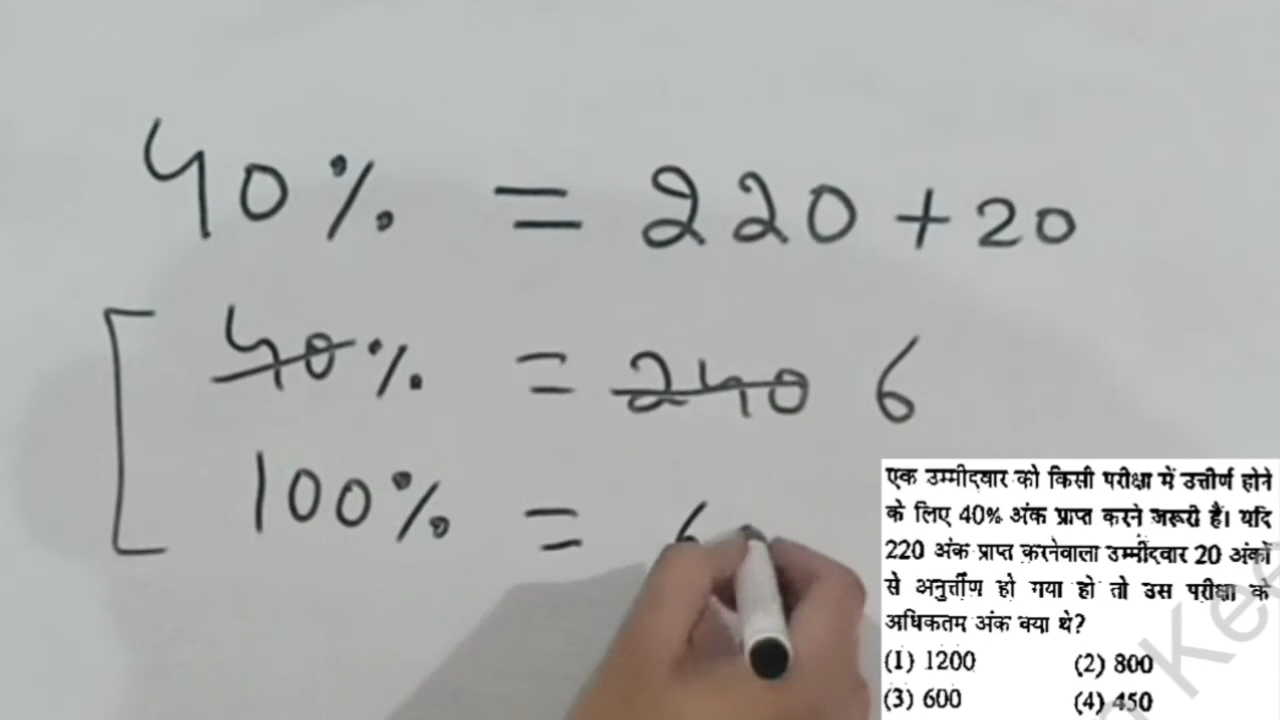 40% = 220 + 20
40% = 240 6
100% = 6
एक उम्मीदवार को किसी परीक्षा में उत्तीर्ण होने
के लिए 40% अंक प्राप्त करने जरूरी हैं। यदि
220 अंक प्राप्त करनेवाला उम्मीदवार 20 अंकों
से अनुत्तीण हो गया हो तो उस परीक्षा के
अधिकतम अंक क्या थे?
(1) 1200 (2) 800
(3) 600 (4) 450